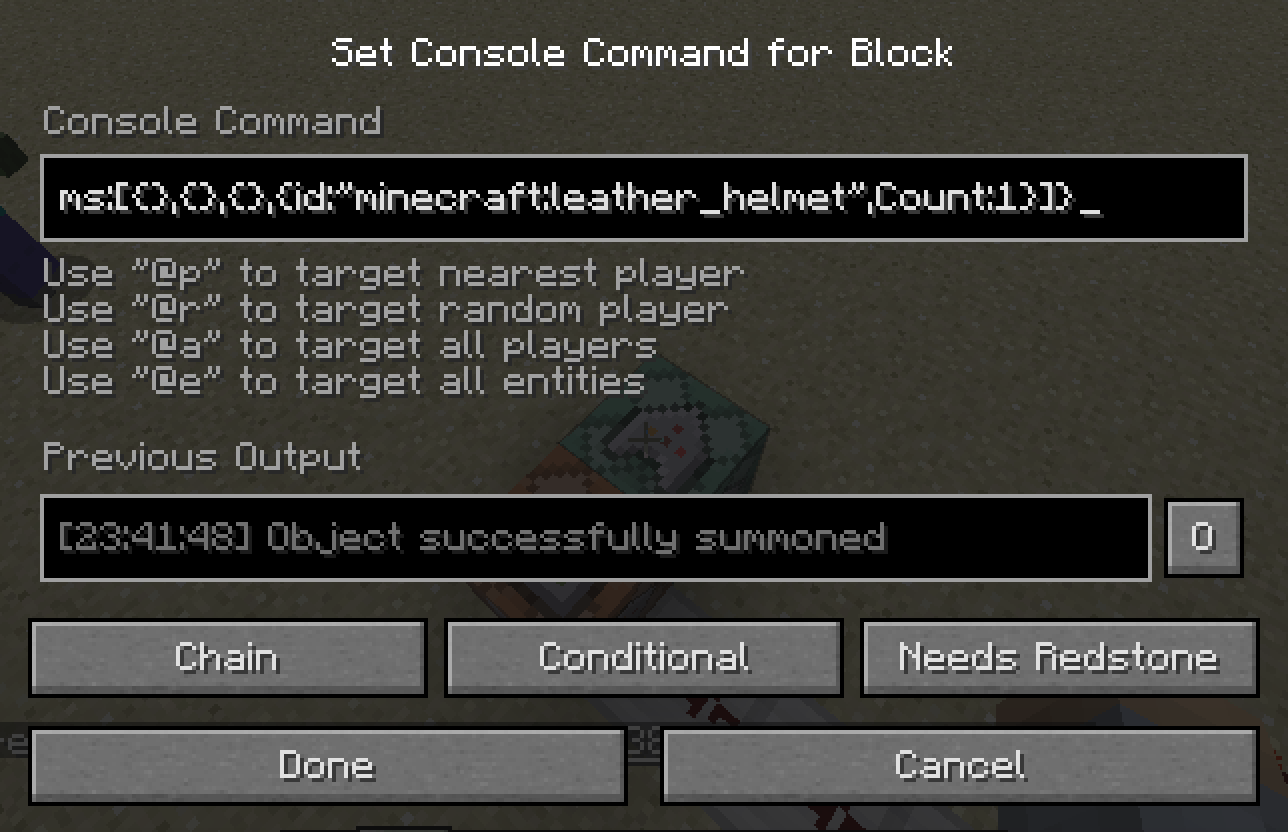 Set Console Command for Block
Console Command
ms:[{},{},{},{id:"minecraft:leather_helmet",Count:1}]}_
Use "@p" to target nearest player
Use "@r" to target random player
Use "@a" to target all players
Use "@e" to target all entities
Previous Output
[23:41:48] Object successfully summoned
O
Chain Conditional Needs Redstone
Done Cancel